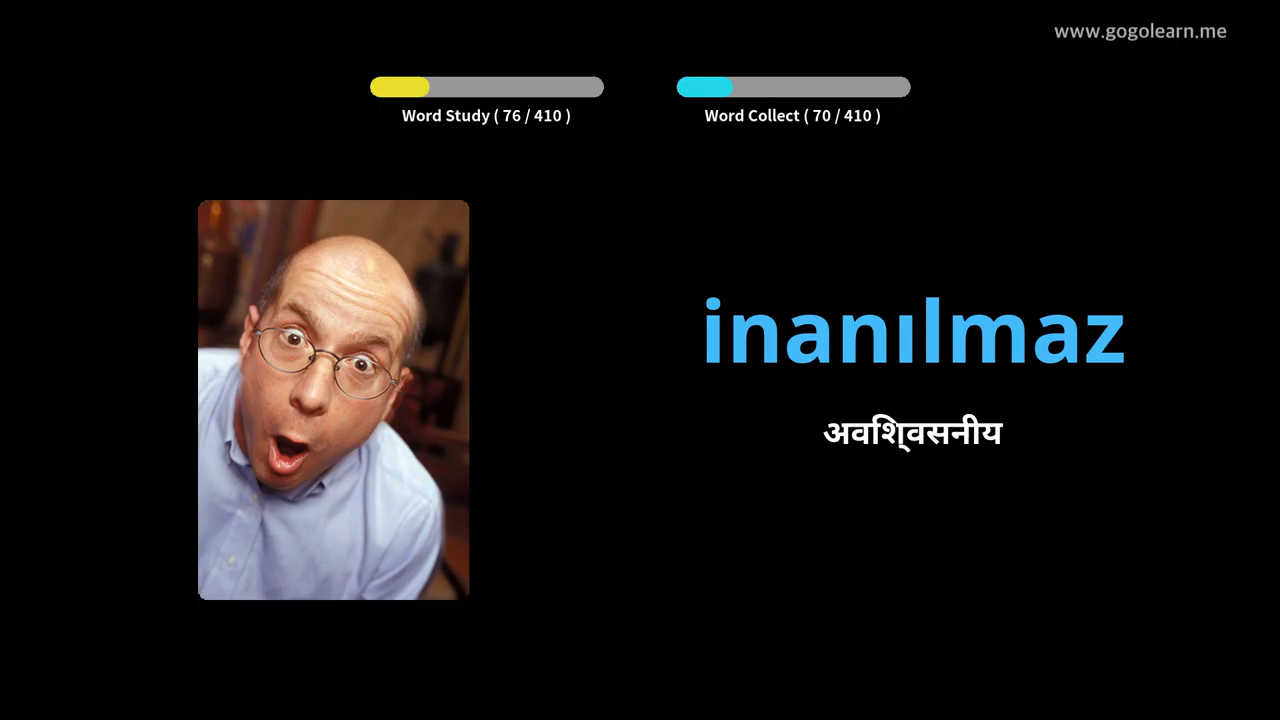 www.gogolearn.me
Word Study ( 76 / 410 )
Word Collect ( 70 / 410 )
inanılmaz
अविश्वसनीय